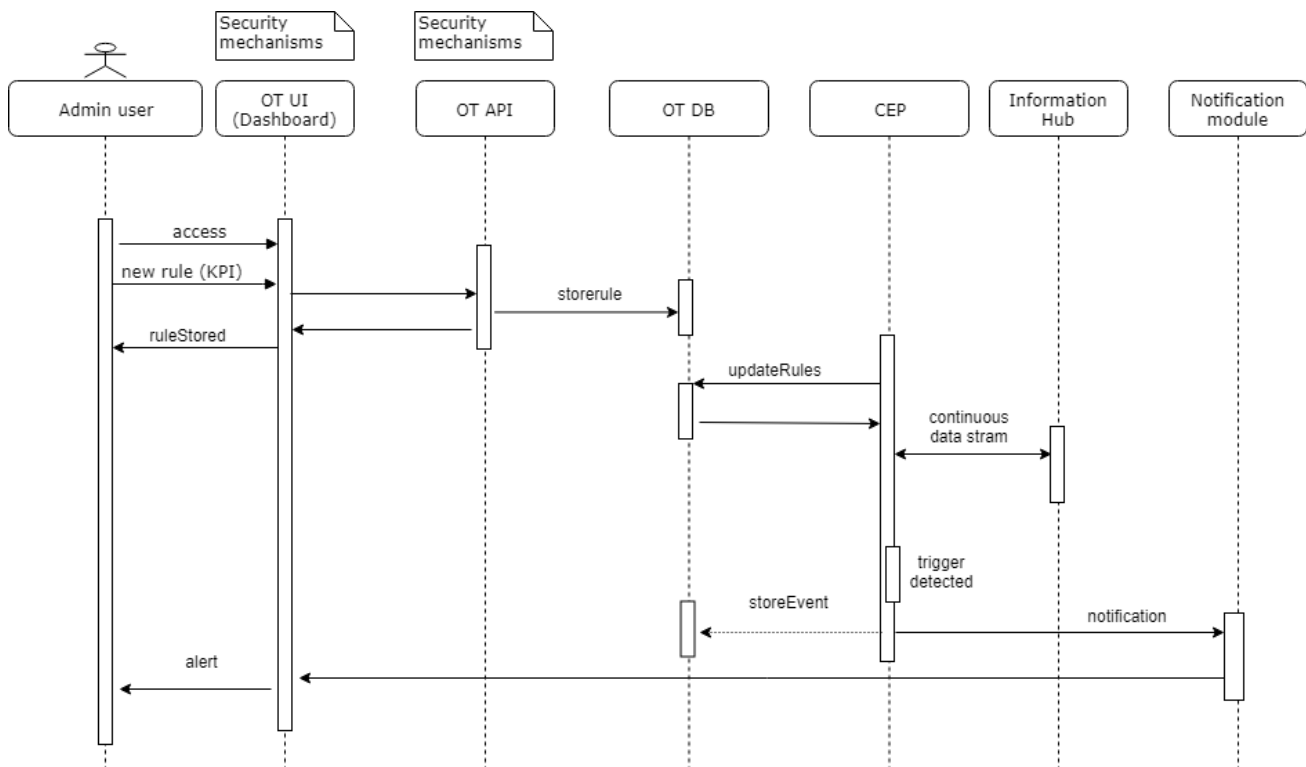 Security
mechanisms
Security
mechanisms
Admin user
OT UI
(Dashboard)
OT API
OT DB
CEP
Information
Hub
Notification
module
access
new rule (KPI)
storerule
ruleStored
updateRules
continuous
data stram
trigger
detected
storeEvent
notification
alert